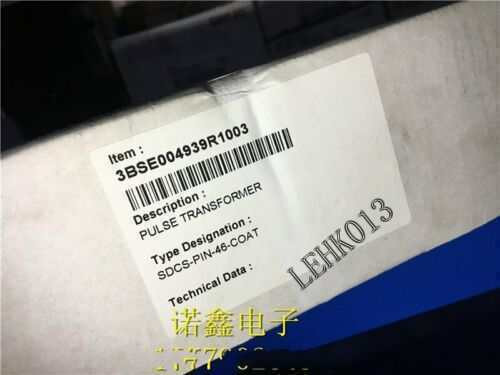 Item :
3BSE004939R1003
Description :
PULSE TRANSFORMER
Type Designation :
SDCS-PIN-46-COAT
Technical Data :
LEHK013
诺鑫电子